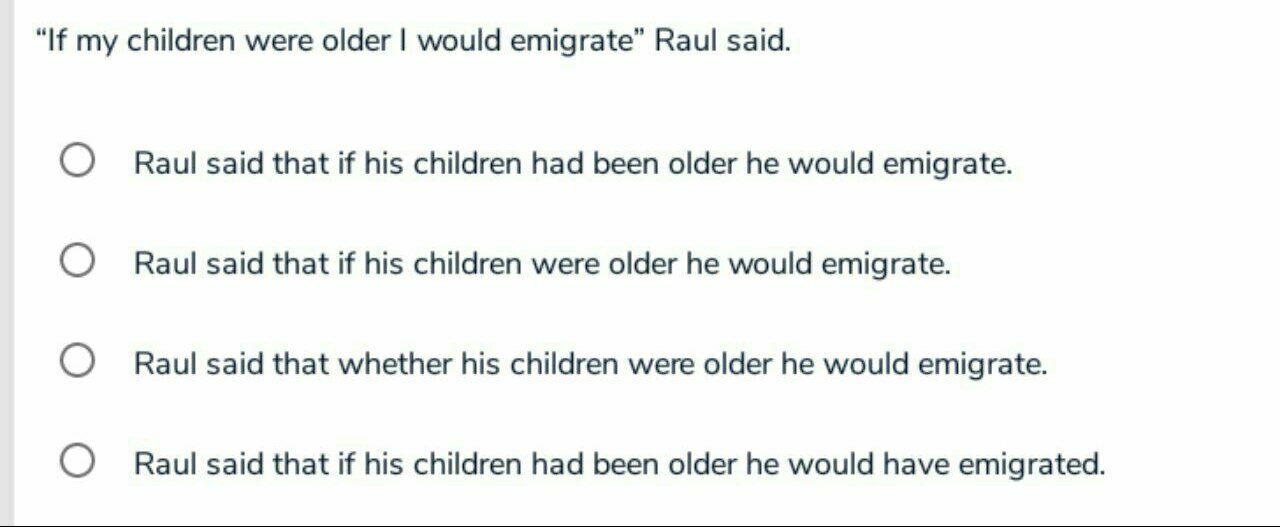 “If my children were older I would emigrate” Raul said.
Raul said that if his children had been older he would emigrate.
Raul said that if his children were older he would emigrate.
Raul said that whether his children were older he would emigrate.
Raul said that if his children had been older he would have emigrated.